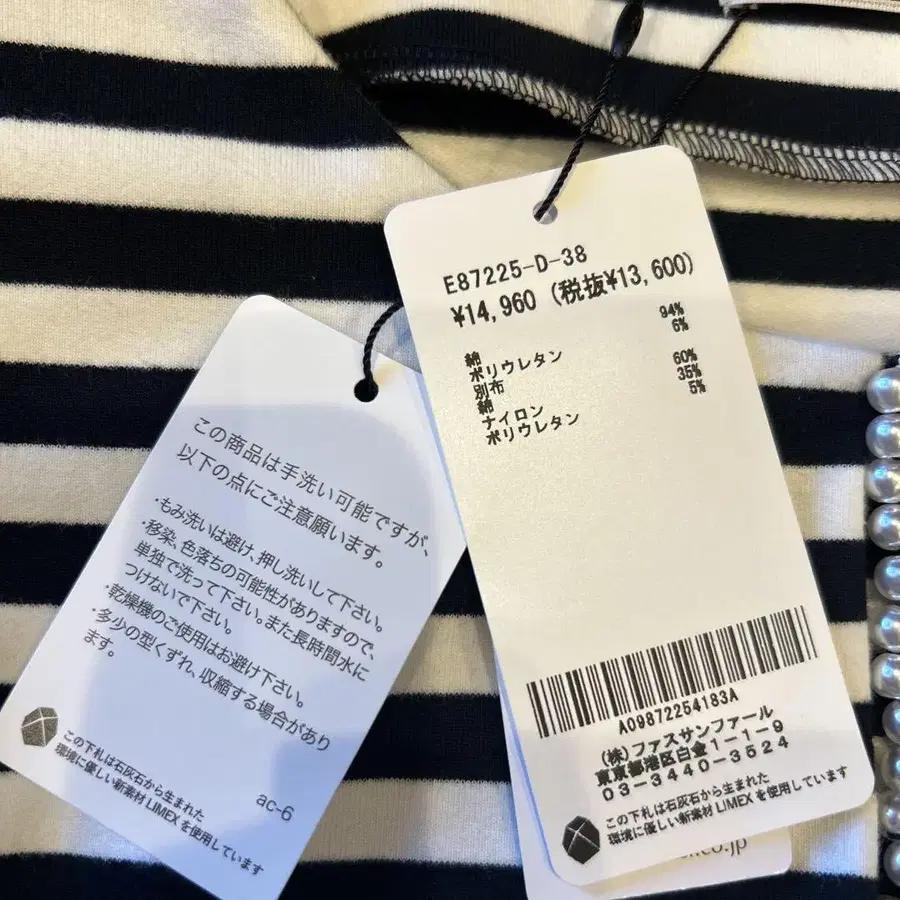 E87225-D-38
¥14,960 (税抜¥13,600)
94%
綿
6%
ポリウレタン
別布
60%
綿
35%
ナイロン
5%
ポリウレタン
A09872254183A
(株)ファスサンファール
東京都港区白金1-1-9
03-3440-3524
この下札は石灰石から生まれた
環境に優しい新素材 LIMEX を使用しています
co.jp
この商品は手洗い可能ですが、
以下の点にご注意願います。
・もみ洗いは避け、押し洗いして下さい。
・移染、色落ちの可能性がありますので、
単独で洗って下さい。また長時間水に
つけないで下さい。
・乾燥機のご使用はお避け下さい。
・多少の型くずれ、収縮する場合があり
ます。
ac-6
この下札は石灰石から生まれた
環境に優しい新素材 LIMEX を使用しています